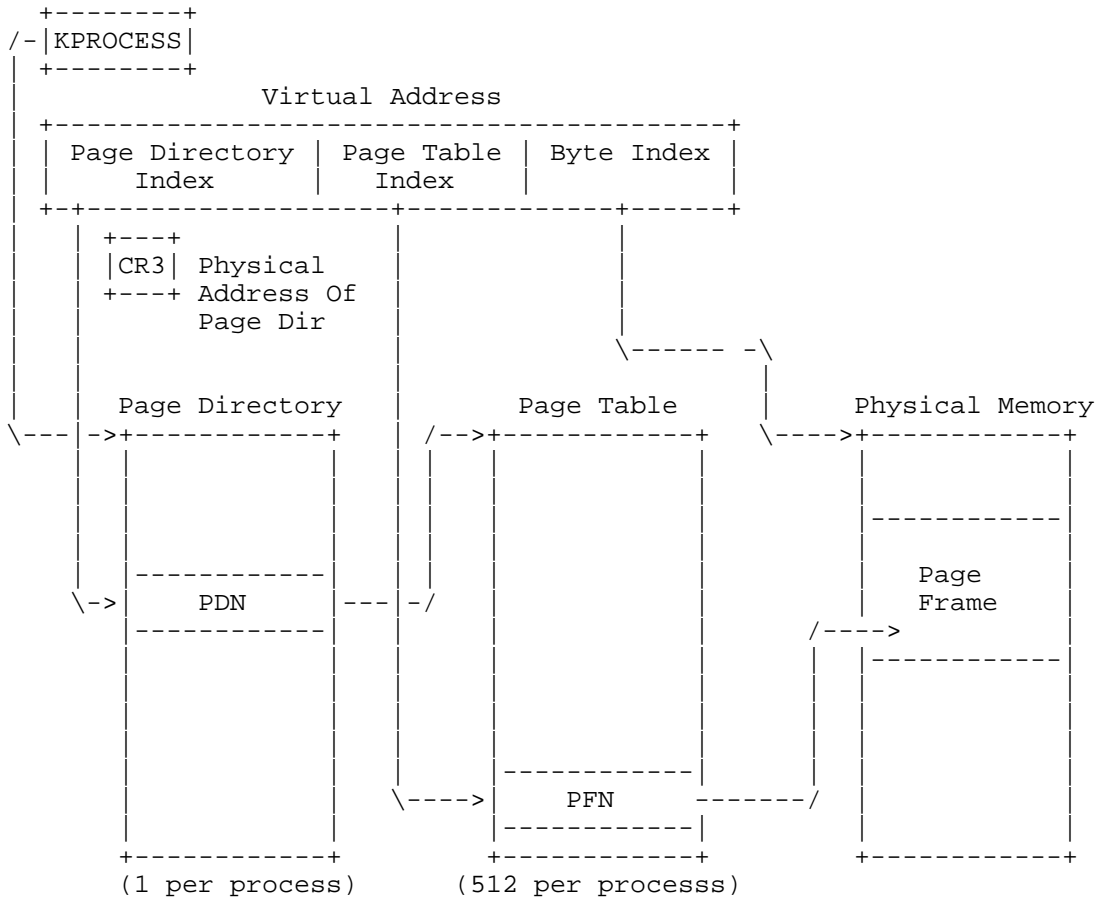 KPROCESS
Virtual Address
Page Directory Index
Page Table Index
Byte Index
CR3
Physical
Address Of
Page Dir
Page Directory
Page Table
Physical Memory
PDN
Page
Frame
PFN
(1 per process)
(512 per processs)